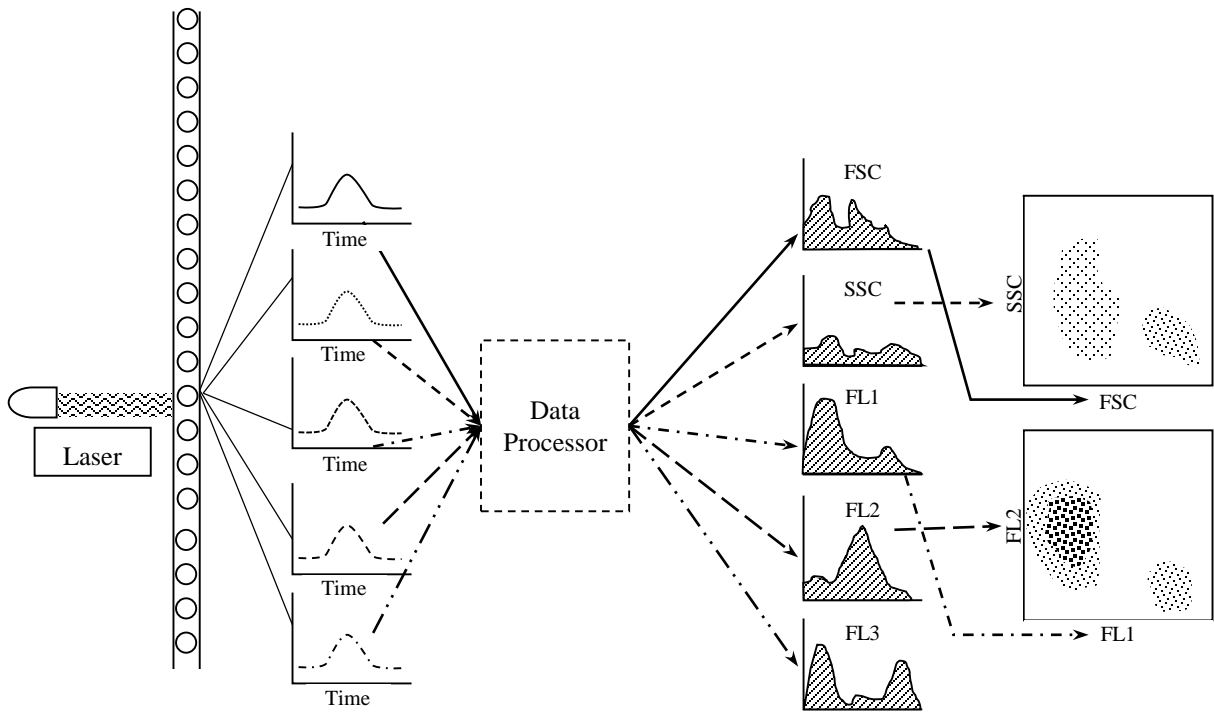 Laser
Time
Time
Time
Time
Time
Data
Processor
FSC
SSC
FL1
FL2
FL3
SSC
FSC
FL2
FL1